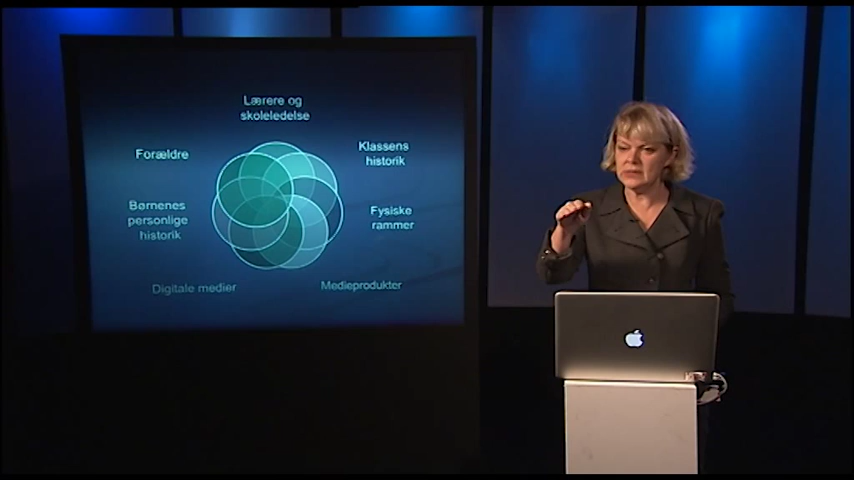 Lærere og
skoleledelse
Forældre
Klassens
historik
Børnenes
personlige
historik
Fysiske
rammer
Digitale medier
Medieprodukter